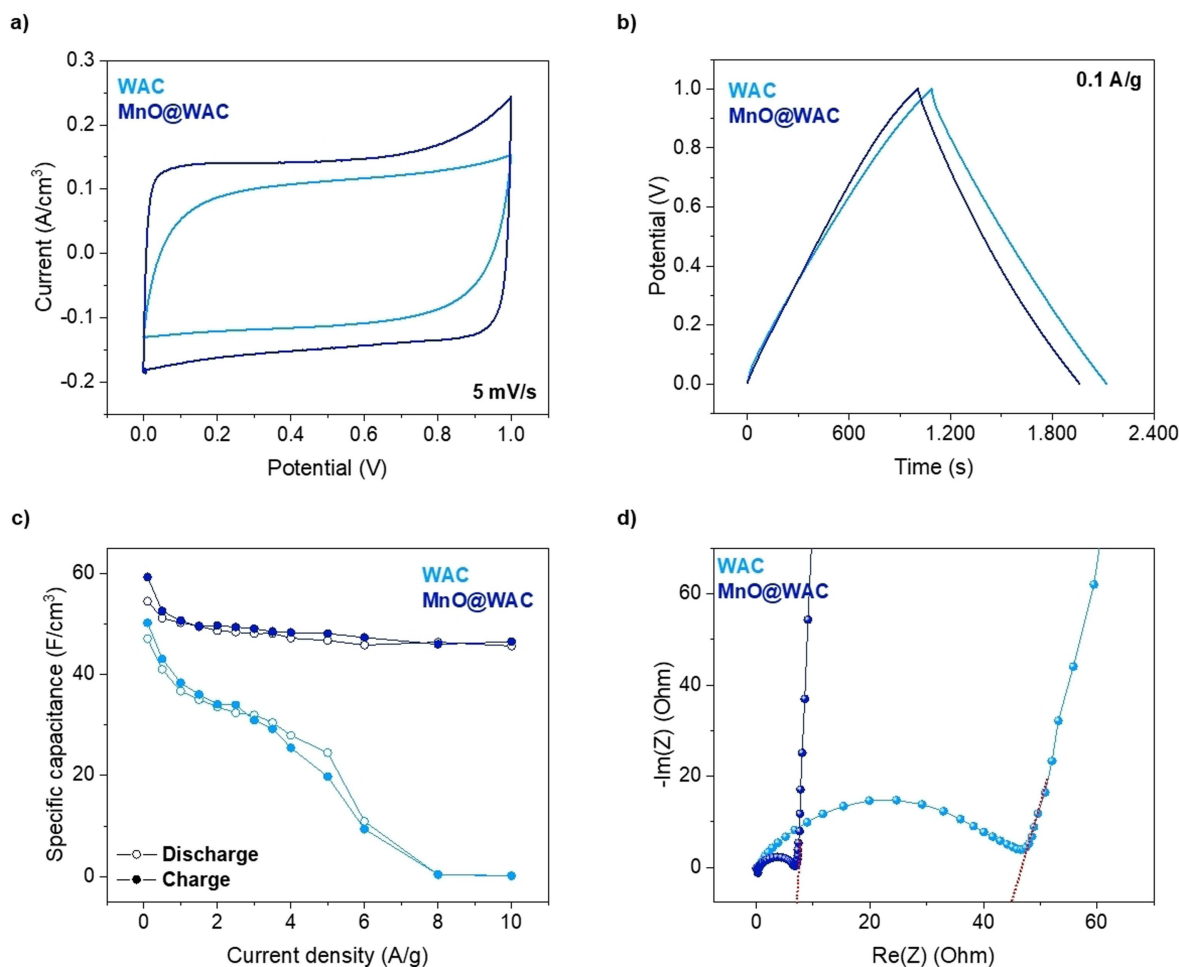 a)
0.3
0.2
0.1
0.0
-0.1
-0.2
Current (A/cm³)
WAC
MnO@WAC
5 mV/s
0.0 0.2 0.4 0.6 0.8 1.0
Potential (V)
b)
1.0
0.8
0.6
0.4
0.2
0.0
Potential (V)
WAC
MnO@WAC
0.1 A/g
0 600 1.200 1.800 2.400
Time (s)
c)
60
40
20
0
Specific capacitance (F/cm³)
WAC
MnO@WAC
Discharge
Charge
0 2 4 6 8 10
Current density (A/g)
d)
60
40
20
0
-Im(Z) (Ohm)
WAC
MnO@WAC
0 20 40 60
Re(Z) (Ohm)